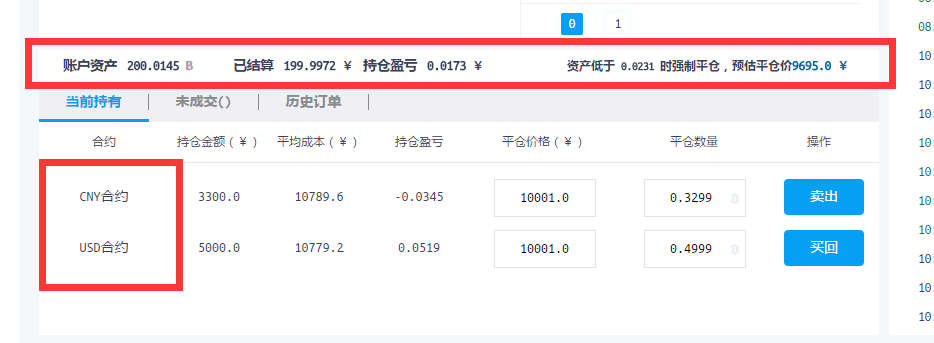 08:
0 1
08:
账户资产 200.0145 B 已结算 199.9972 ¥ 持仓盈亏 0.0173 ¥ 资产低于 0.0231 时强制平仓，预估平仓价9695.0 ¥
10:
10:
当前持有 未成交() 历史订单
10:
合约 持仓金额(¥) 平均成本(¥) 持仓盈亏 平仓价格(¥) 平仓数量 操作
10:
10:
CNY合约 3300.0 10789.6 -0.0345 10001.0 0.3299 B 卖出
10:
10:
USD合约 5000.0 10779.2 0.0519 10001.0 0.4999 B 买回
10:
10:
10: